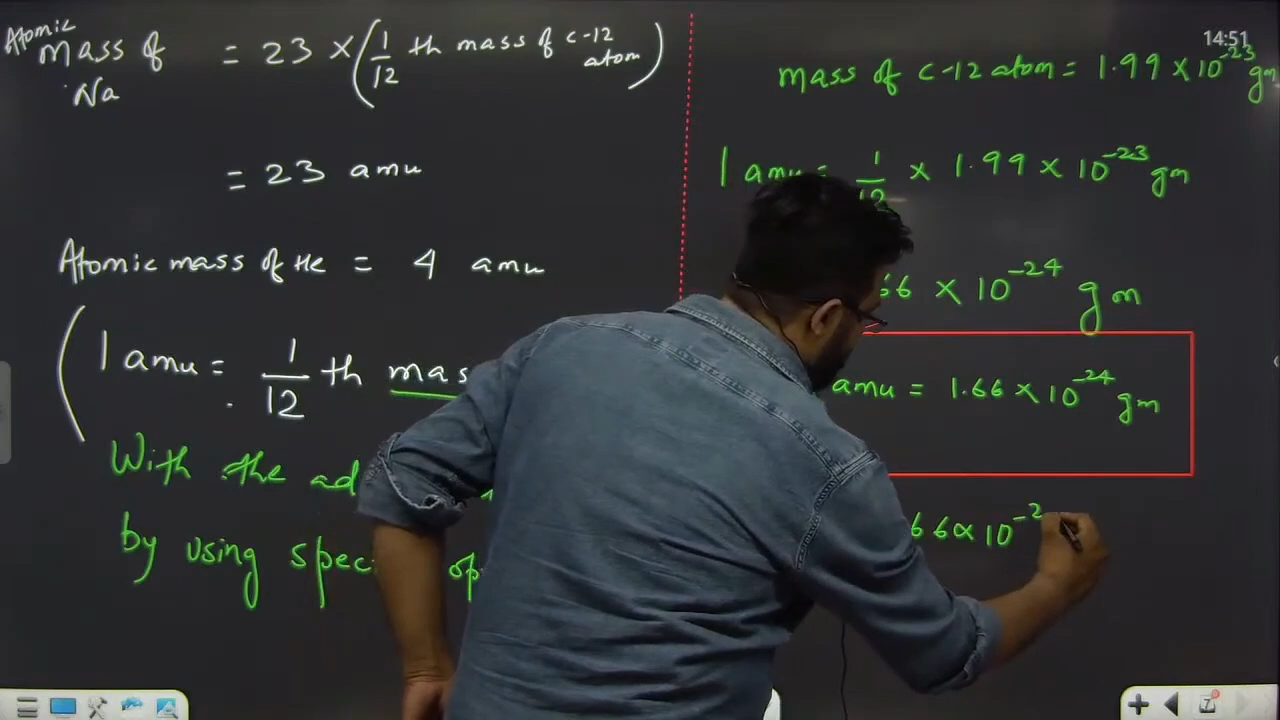 Atomic
mass of Na = 23 × (1/12 th mass of C-12 atom)
= 23 amu
Atomic mass of He = 4 amu
(1 amu = 1/12 th mas
With the ad
by using spec op
14:51
mass of C-12 atom = 1.99 × 10⁻²³ gm
1 amu = 1/12 × 1.99 × 10⁻²³ gm
66 × 10⁻²⁴ gm
amu = 1.66 × 10⁻²⁴ gm
66 × 10⁻²